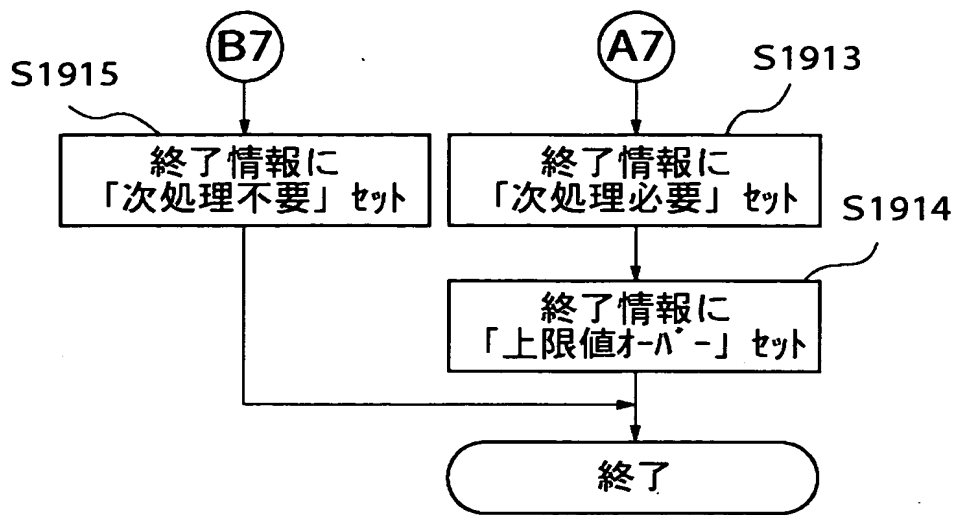 B7
A7
S1915
S1913
終了情報に
「次処理不要」ｾｯﾄ
終了情報に
「次処理必要」ｾｯﾄ
S1914
終了情報に
「上限値ｵｰﾊﾞｰ」ｾｯﾄ
終了